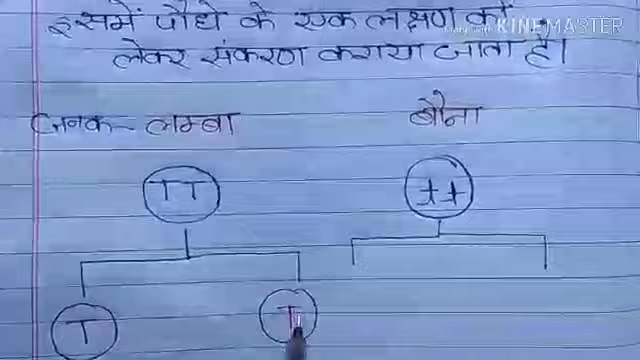 इसमें पौधे के एक लक्षण को
लेकर संकरण कराया जाता है।
जनक - लम्बा बौना
TT tt
T T
KINEMASTER